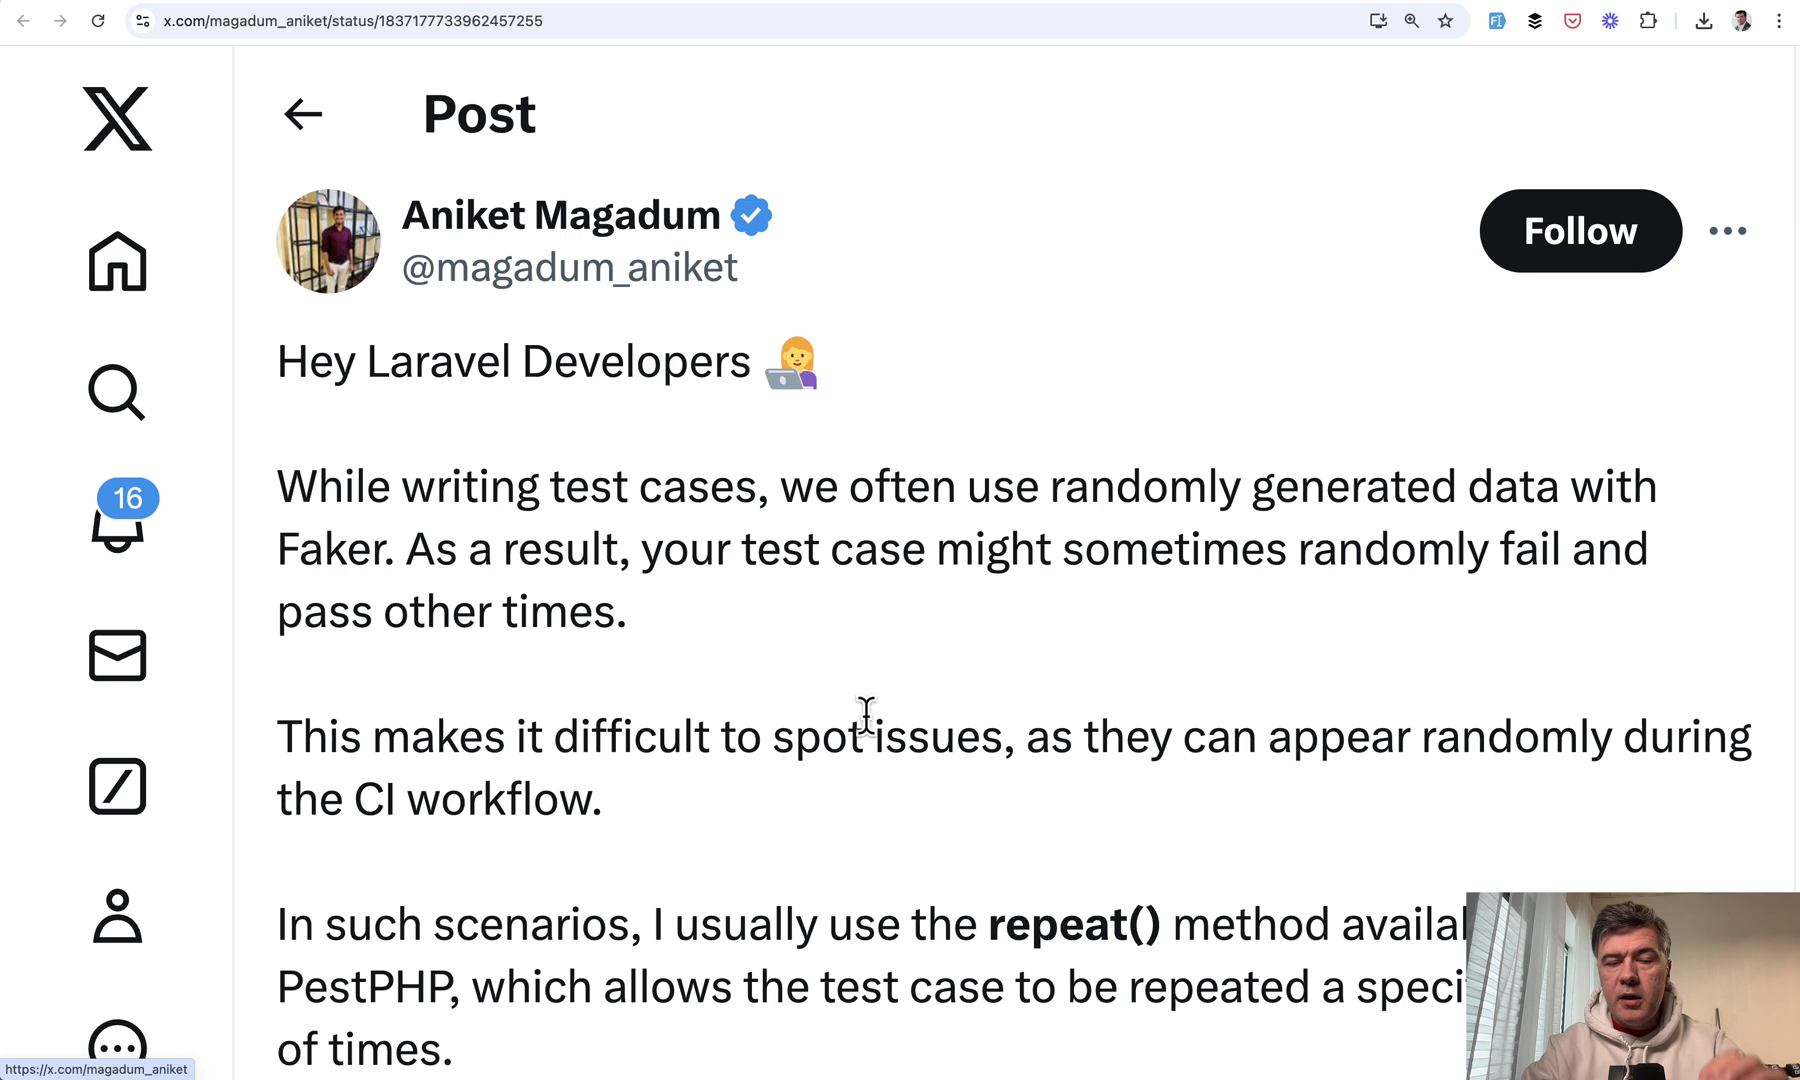 x.com/magadum_aniket/status/1837177733962457255
Post
Aniket Magadum
@magadum_aniket
Follow
Hey Laravel Developers
While writing test cases, we often use randomly generated data with
Faker. As a result, your test case might sometimes randomly fail and
pass other times.
This makes it difficult to spot issues, as they can appear randomly during
the CI workflow.
16
In such scenarios, I usually use the repeat() method availa
PestPHP, which allows the test case to be repeated a speci
of times.
https://x.com/magadum_aniket